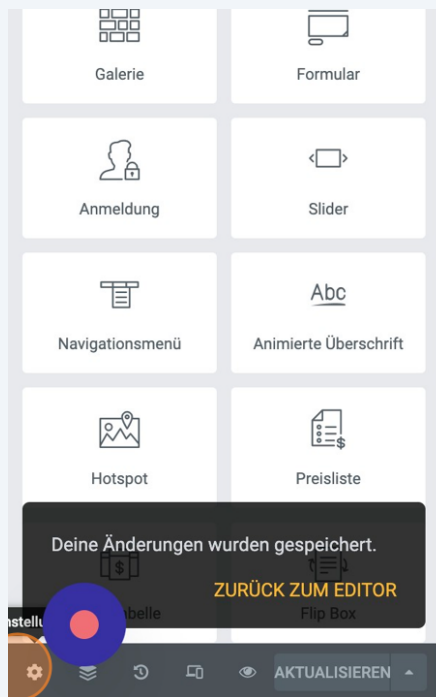 Galerie
Formular
Anmeldung
Slider
Navigationsmenü
Abc
Animierte Überschrift
Hotspot
Preisliste
Deine Änderungen wurden gespeichert.
ZURÜCK ZUM EDITOR
Flip Box
AKTUALISIEREN